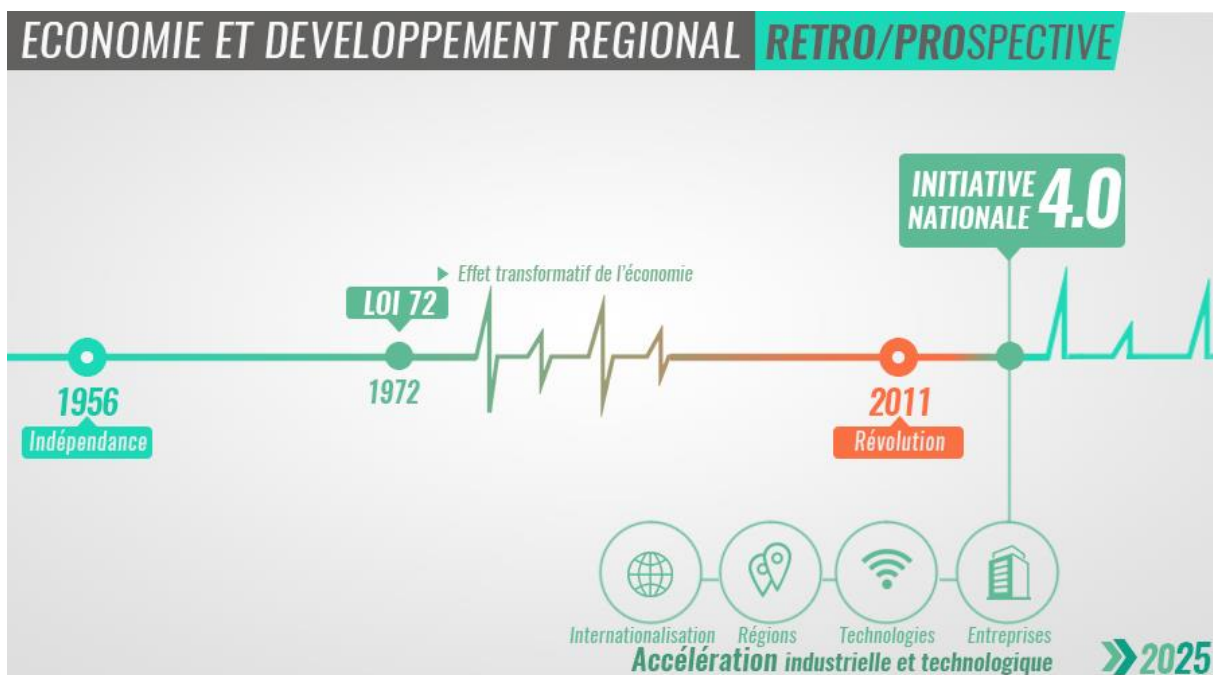 ECONOMIE ET DEVELOPPEMENT REGIONAL RETRO/PROSPECTIVE
INITIATIVE
NATIONALE 4.0
Effet transformatif de l'économie
LOI 72
1956
Indépendance
1972
2011
Révolution
Internationalisation Régions Technologies Entreprises
Accélération industrielle et technologique
2025